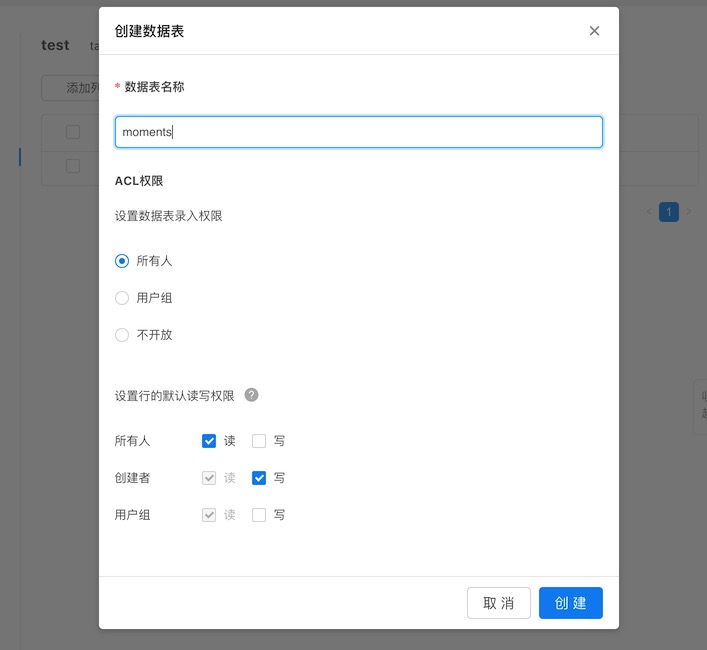 创建数据表
test
添加列
* 数据表名称
moments
ACL权限
设置数据表录入权限
1
所有人
用户组
不开放
设置行的默认读写权限 ?
所有人 读 写
创建者 读 写
用户组 读 写
取 消 创 建